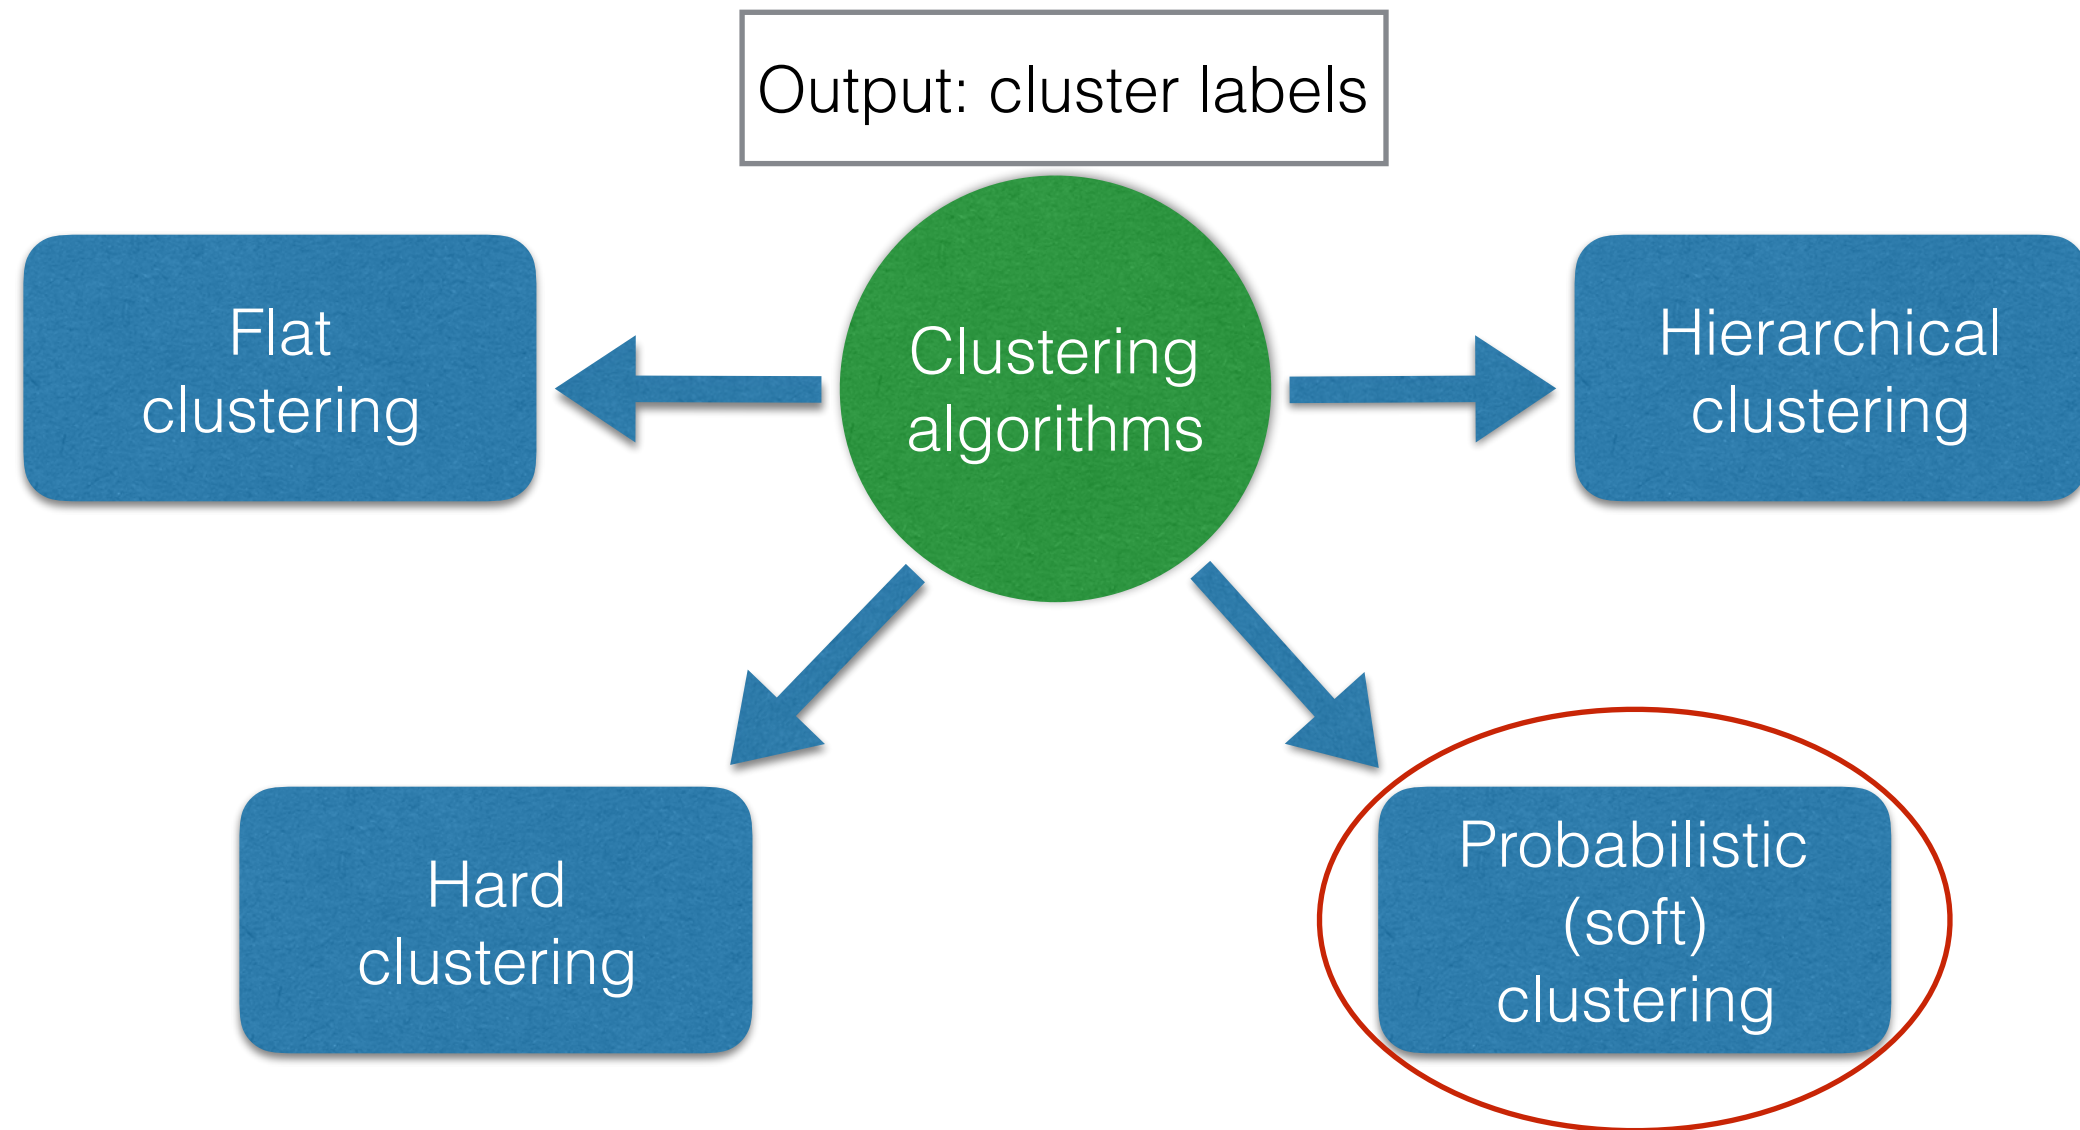 Output: cluster labels
Flat
clustering
Clustering
algorithms
Hierarchical
clustering
Hard
clustering
Probabilistic
(soft)
clustering